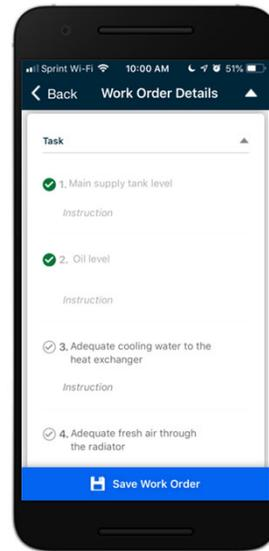 Sprint Wi-Fi 10:00 AM 51%
Back Work Order Details
Task
1. Main supply tank level
Instruction
2. Oil level
Instruction
3. Adequate cooling water to the
heat exchanger
Instruction
4. Adequate fresh air through
the radiator
Save Work Order